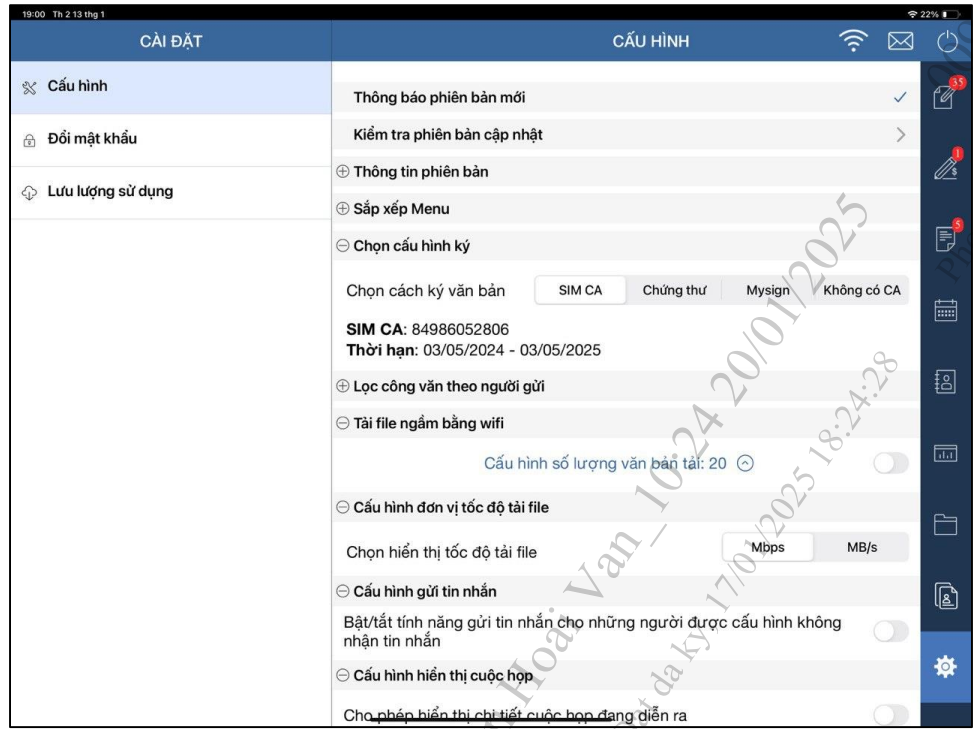 19:00 Th 2 13 thg 1
22%
CÀI ĐẶT
CẤU HÌNH
Cấu hình
Đổi mật khẩu
Lưu lượng sử dụng
Thông báo phiên bản mới
Kiểm tra phiên bản cập nhật
Thông tin phiên bản
Sắp xếp Menu
Chọn cấu hình ký
Chọn cách ký văn bản
SIM CA
Chứng thư
Mysign
Không có CA
SIM CA: 84986052806
Thời hạn: 03/05/2024 - 03/05/2025
Lọc công văn theo người gửi
Tải file ngầm bằng wifi
Cấu hình số lượng văn bản tải: 20
Cấu hình đơn vị tốc độ tải file
Chọn hiển thị tốc độ tải file
Mbps
MB/s
Cấu hình gửi tin nhắn
Bật/tắt tính năng gửi tin nhắn cho những người được cấu hình không
nhận tin nhắn
Cấu hình hiển thị cuộc họp
Cho phép hiển thị chi tiết cuộc họp đang diễn ra
35
1
5
Hoai Van_10:24 20/01/2025
da ky, 17/01/2025 18:24:28